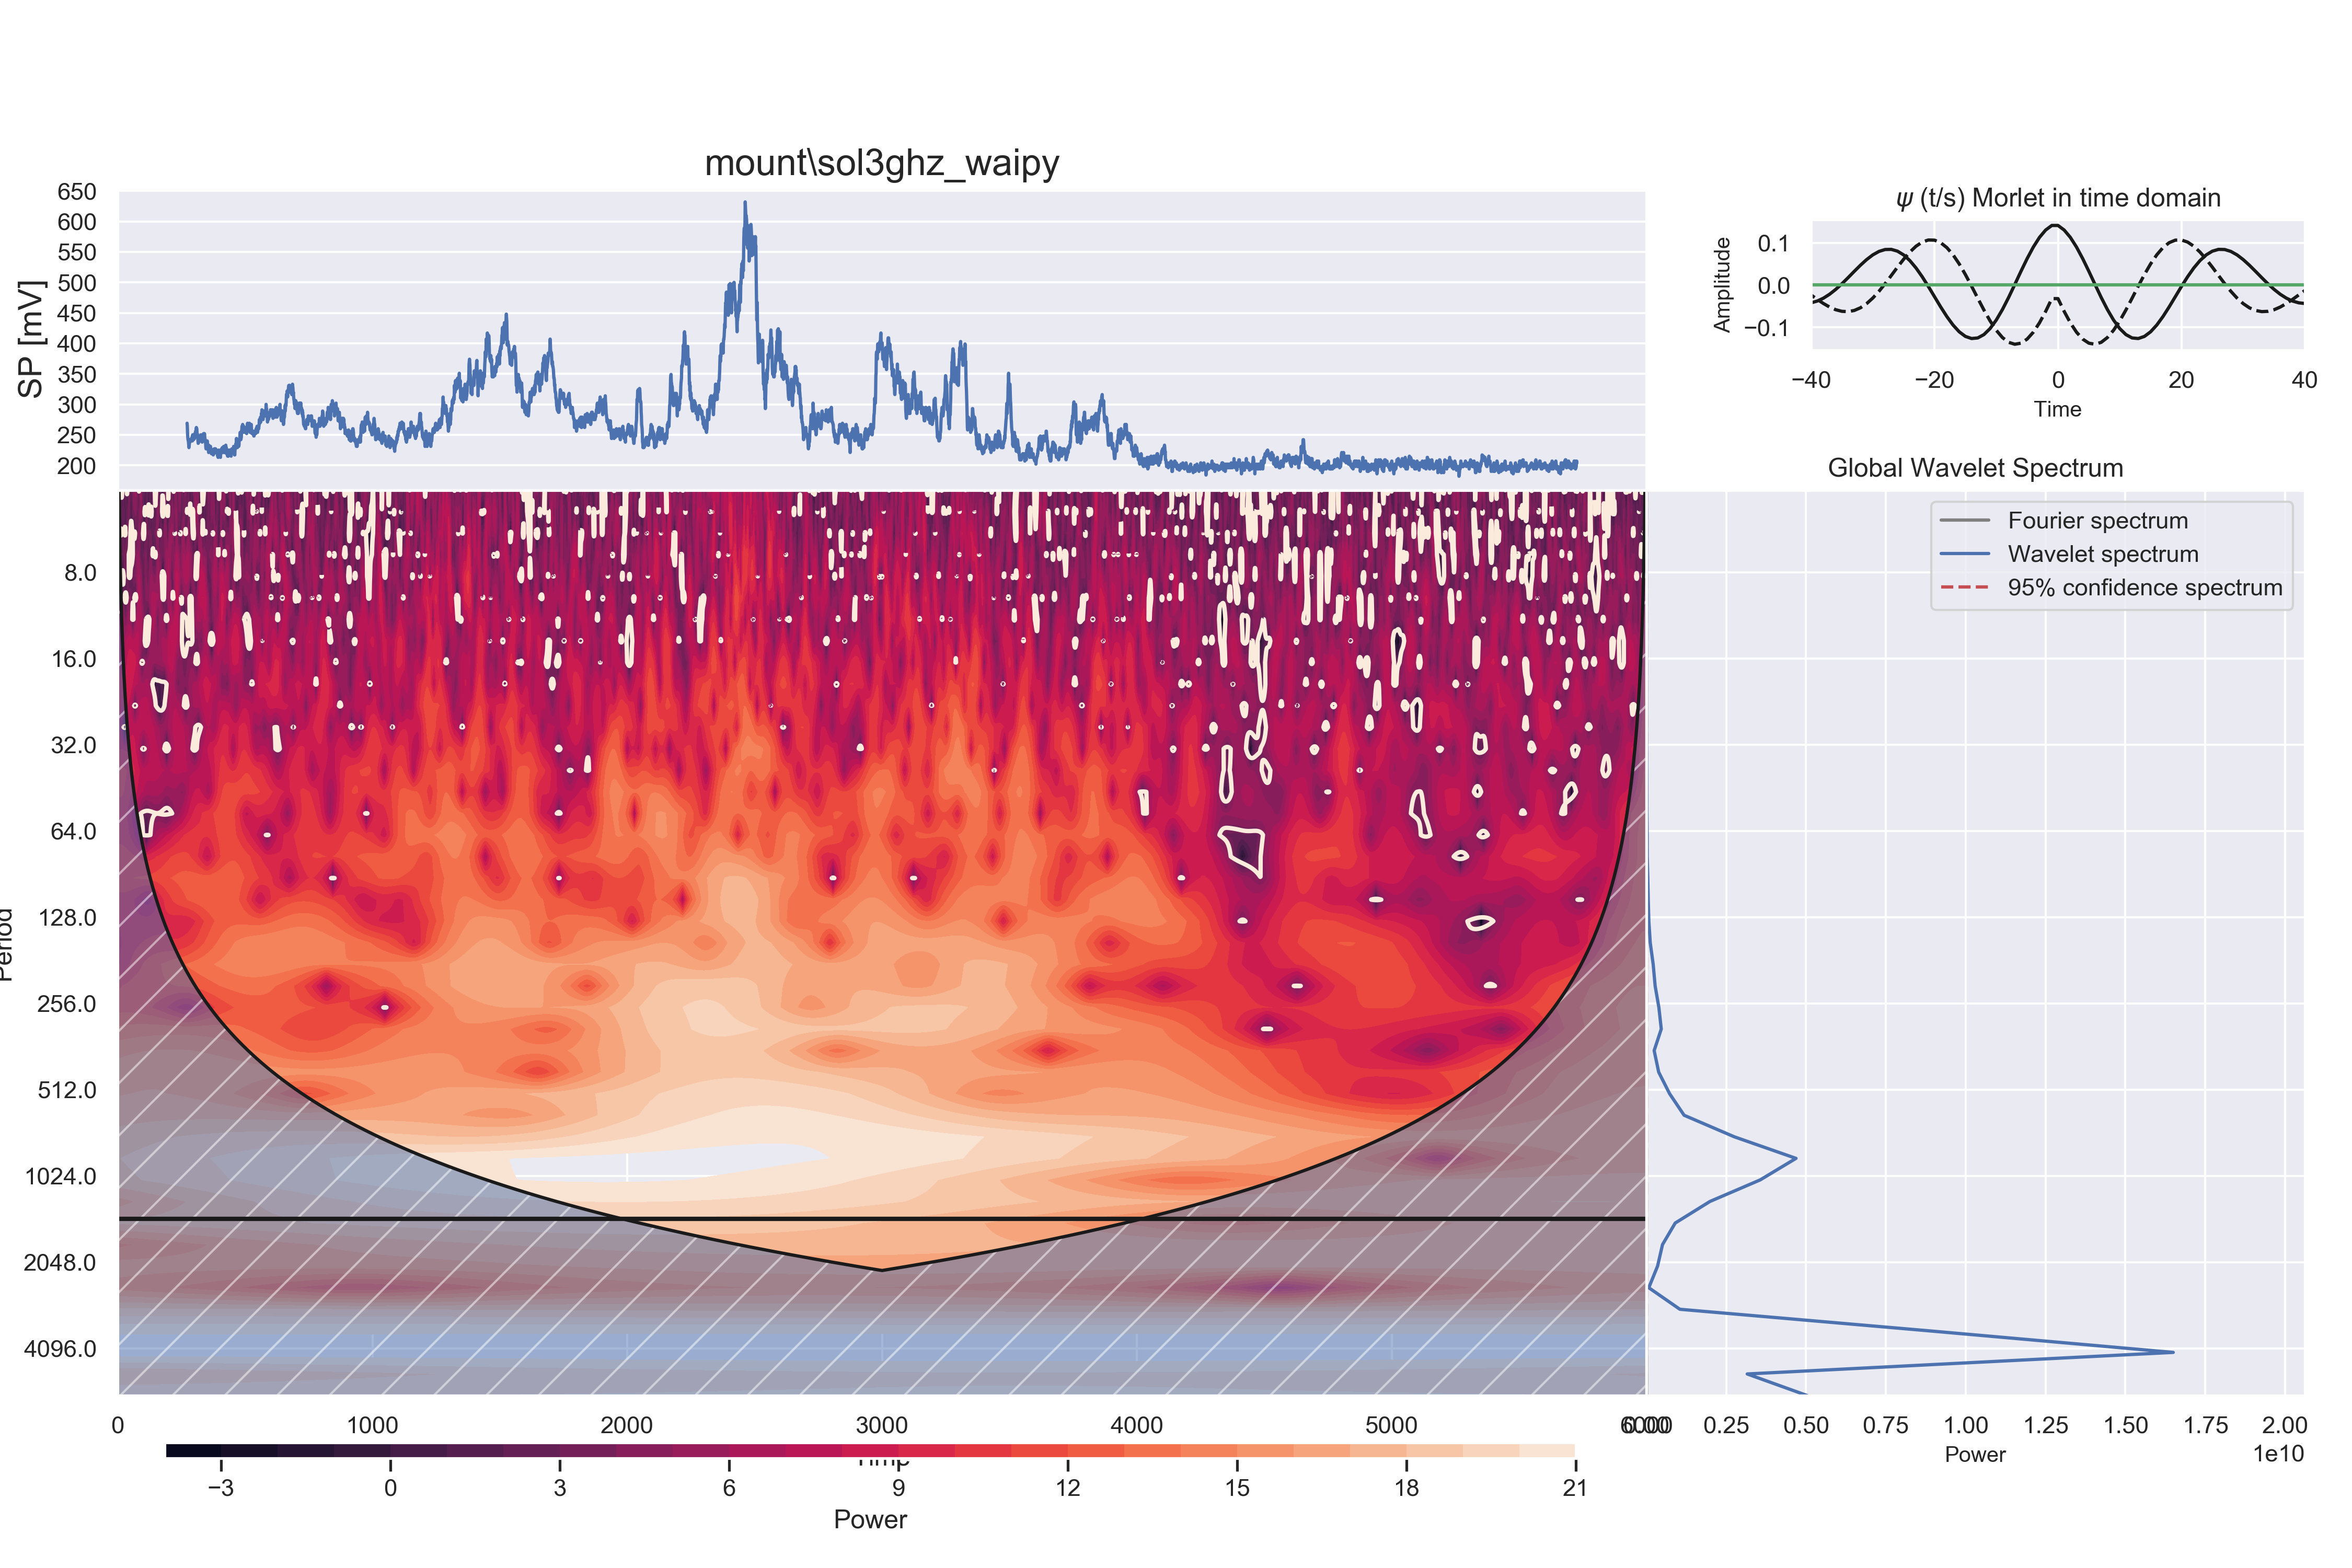 mount\sol3ghz_waipy
650
600
550
500
450
400
350
300
250
200
SP [mV]
ψ (t/s) Morlet in time domain
0.1
0.0
−0.1
Amplitude
−40 −20 0 20 40
Time
Global Wavelet Spectrum
Fourier spectrum
Wavelet spectrum
95% confidence spectrum
8.0
16.0
32.0
64.0
128.0
256.0
512.0
1024.0
2048.0
4096.0
Period
0 1000 2000 3000 4000 5000
0.25 0.50 0.75 1.00 1.25 1.50 1.75 2.00
Power
1e10
−3 0 3 6 9 12 15 18 21
Power